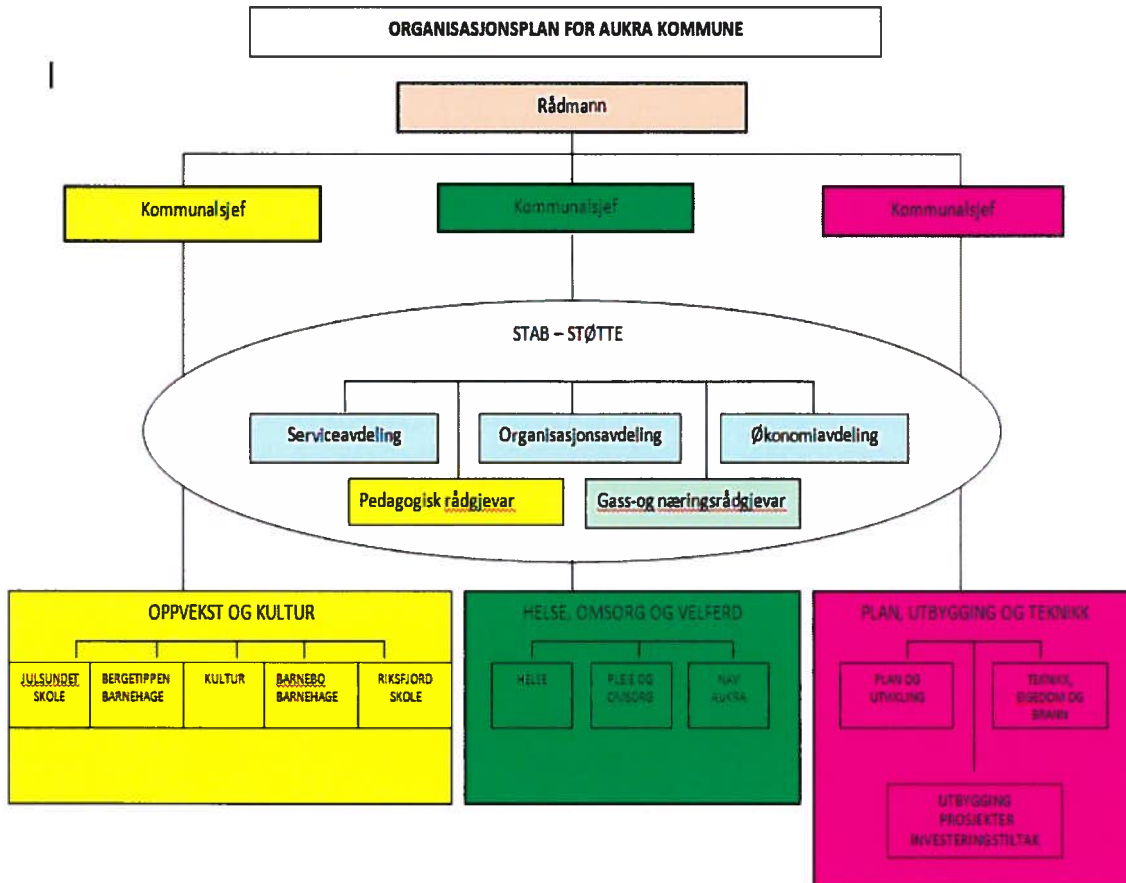 ORGANISASJONSPLAN FOR AUKRA KOMMUNE
Rådmann
Kommunalsjef
Kommunalsjef
Kommunalsjef
STAB – STØTTE
Serviceavdeling
Organisasjonsavdeling
Økonomiavdeling
Pedagogisk rådgjevar
Gass-og næringsrådgjevar
OPPVEKST OG KULTUR
JULSUNDET
SKOLE
BERGETIPPEN
BARNEHAGE
KULTUR
BARNEBO
BARNEHAGE
RIKSFJORD
SKOLE
HELSE, OMSORG OG VELFERD
HELSE
PLEIE OG
OMSORG
NAV
AUKRA
PLAN, UTBYGGING OG TEKNIKK
PLAN OG
UTVIKLING
TEKNIKK,
EIGEDOM OG
BRANN
UTBYGGING
PROSJEKTER
INVESTERINGSTILTAK